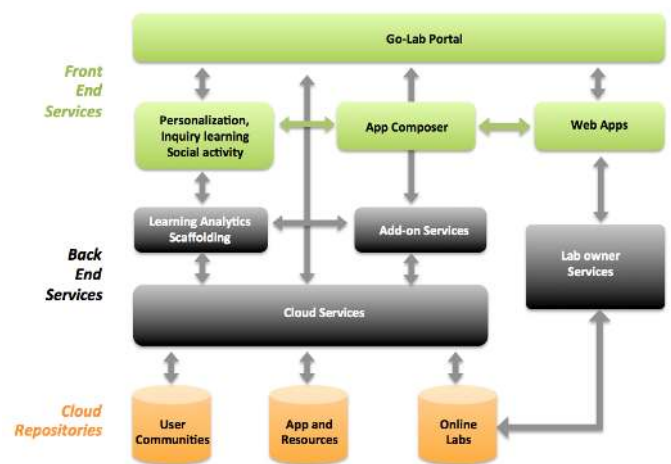 Go-Lab Portal
Front
End
Services
Personalization,
Inquiry learning
Social activity
App Composer
Web Apps
Learning Analytics
Scaffolding
Add-on Services
Back
End
Services
Lab owner
Services
Cloud Services
Cloud
Repositories
User
Communities
App and
Resources
Online
Labs